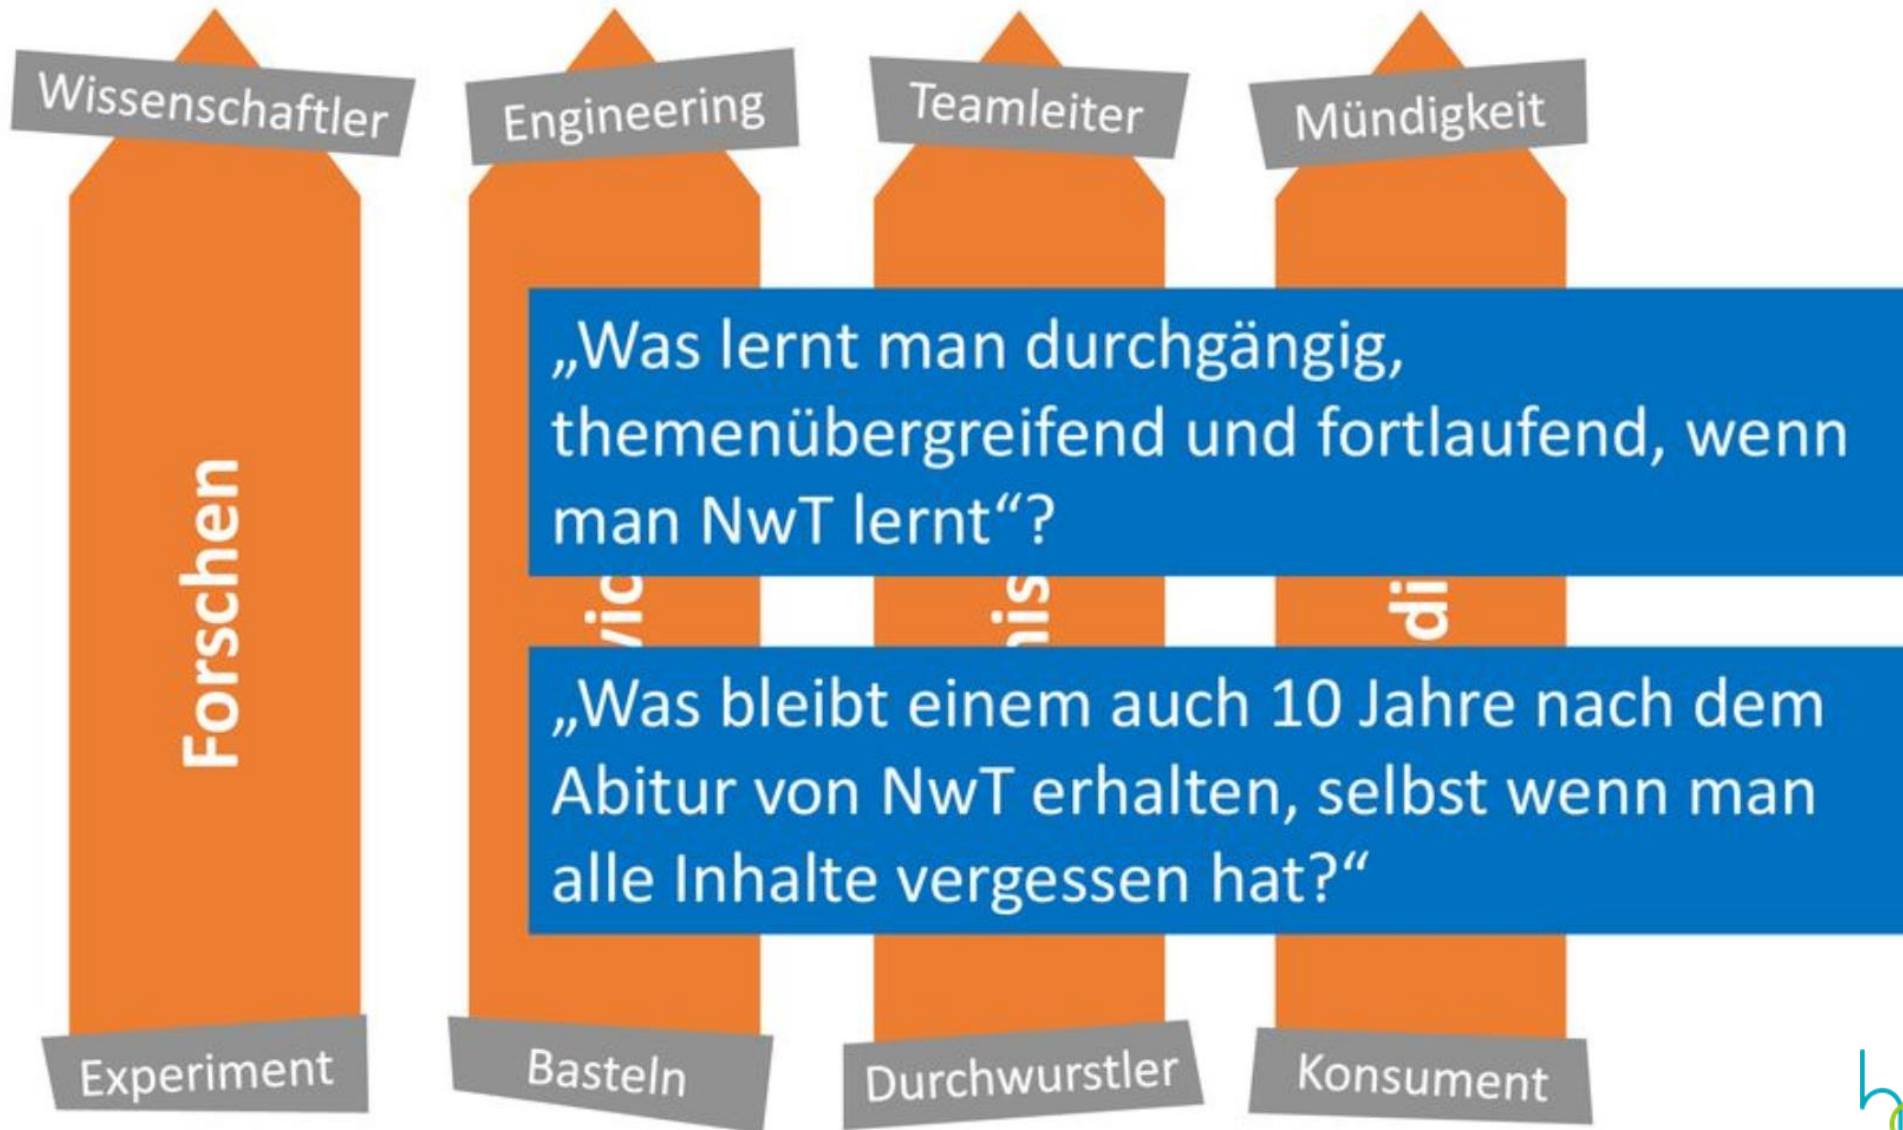 Wissenschaftler
Engineering
Teamleiter
Mündigkeit
„Was lernt man durchgängig,
themenübergreifend und fortlaufend, wenn
man NwT lernt“?
Forschen
„Was bleibt einem auch 10 Jahre nach dem
Abitur von NwT erhalten, selbst wenn man
alle Inhalte vergessen hat?“
Experiment
Basteln
Durchwurstler
Konsument